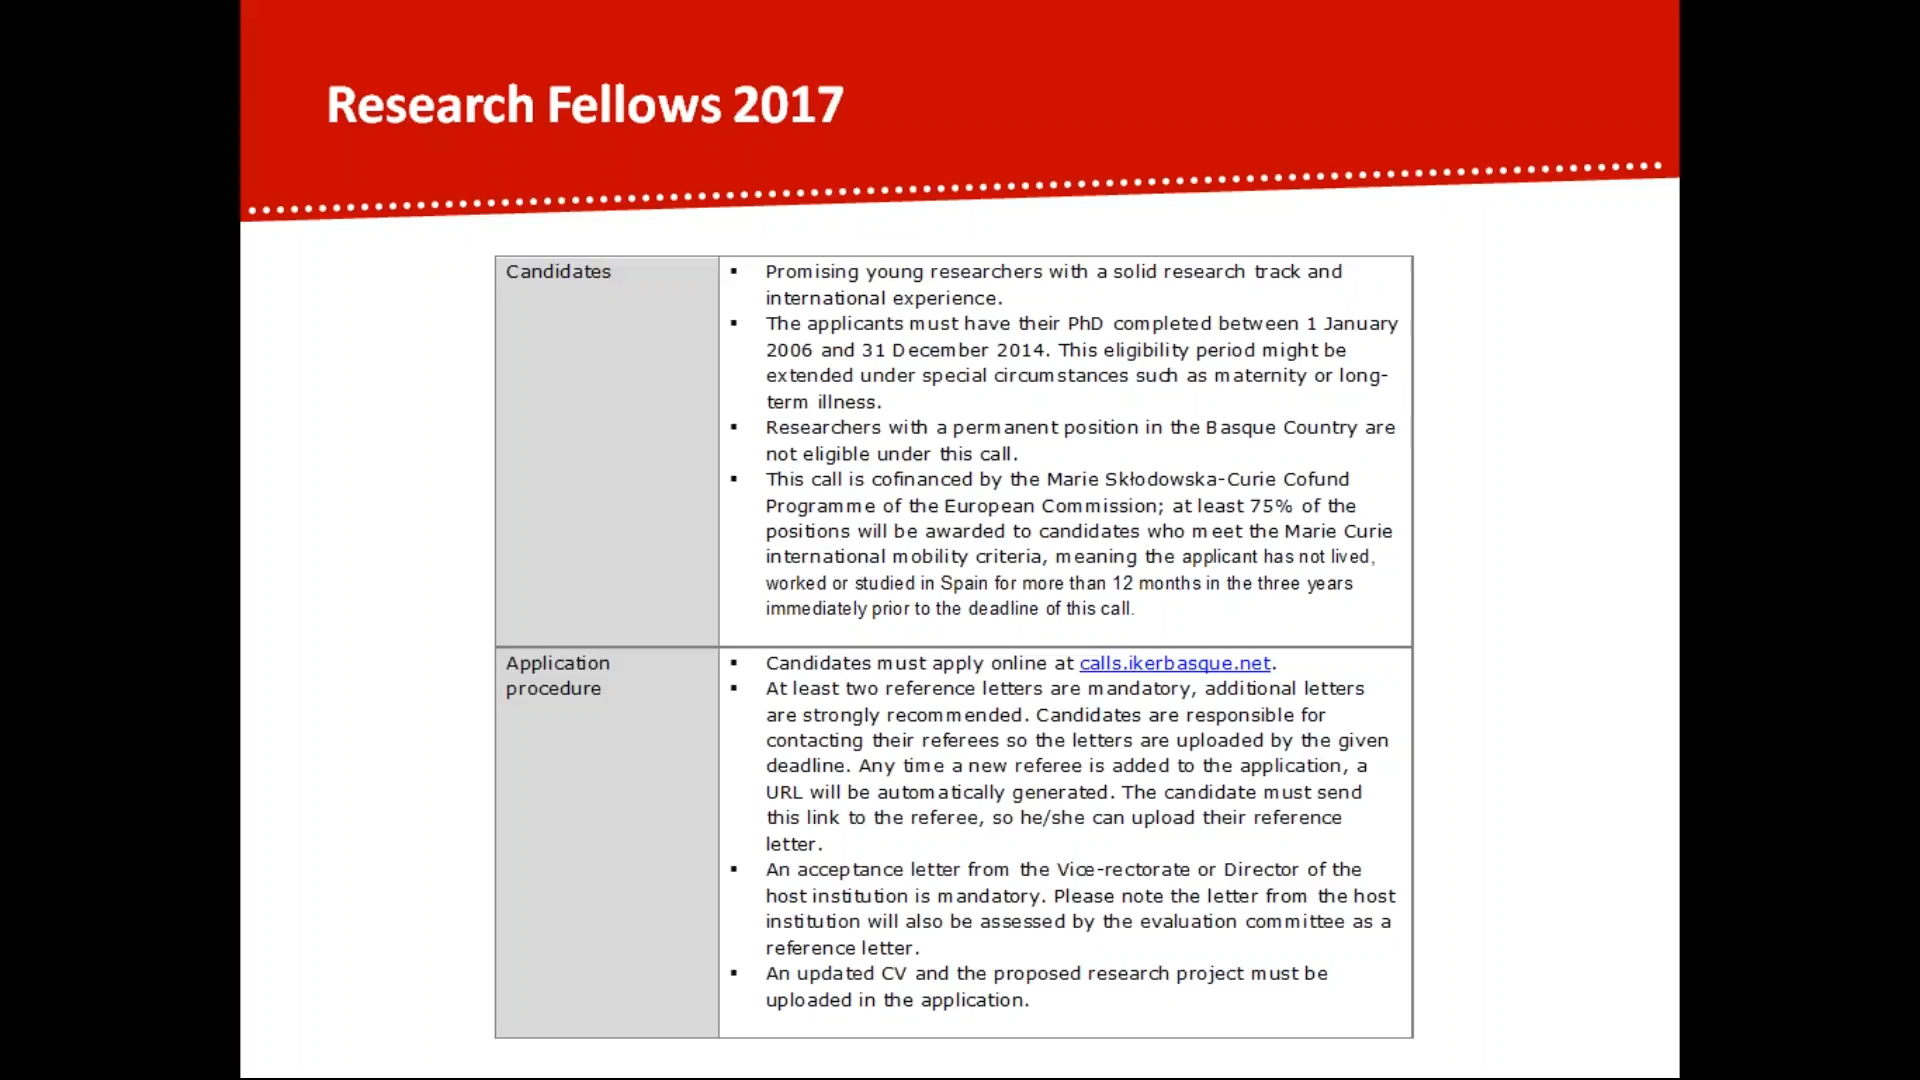 Research Fellows 2017
Candidates
▪ Promising young researchers with a solid research track and
international experience.
▪ The applicants must have their PhD completed between 1 January
2006 and 31 December 2014. This eligibility period might be
extended under special circumstances such as maternity or long-
term illness.
▪ Researchers with a permanent position in the Basque Country are
not eligible under this call.
▪ This call is cofinanced by the Marie Skłodowska-Curie Cofund
Programme of the European Commission; at least 75% of the
positions will be awarded to candidates who meet the Marie Curie
international mobility criteria, meaning the applicant has not lived,
worked or studied in Spain for more than 12 months in the three years
immediately prior to the deadline of this call.
Application
procedure
▪ Candidates must apply online at calls.ikerbasque.net.
▪ At least two reference letters are mandatory, additional letters
are strongly recommended. Candidates are responsible for
contacting their referees so the letters are uploaded by the given
deadline. Any time a new referee is added to the application, a
URL will be automatically generated. The candidate must send
this link to the referee, so he/she can upload their reference
letter.
▪ An acceptance letter from the Vice-rectorate or Director of the
host institution is mandatory. Please note the letter from the host
institution will also be assessed by the evaluation committee as a
reference letter.
▪ An updated CV and the proposed research project must be
uploaded in the application.